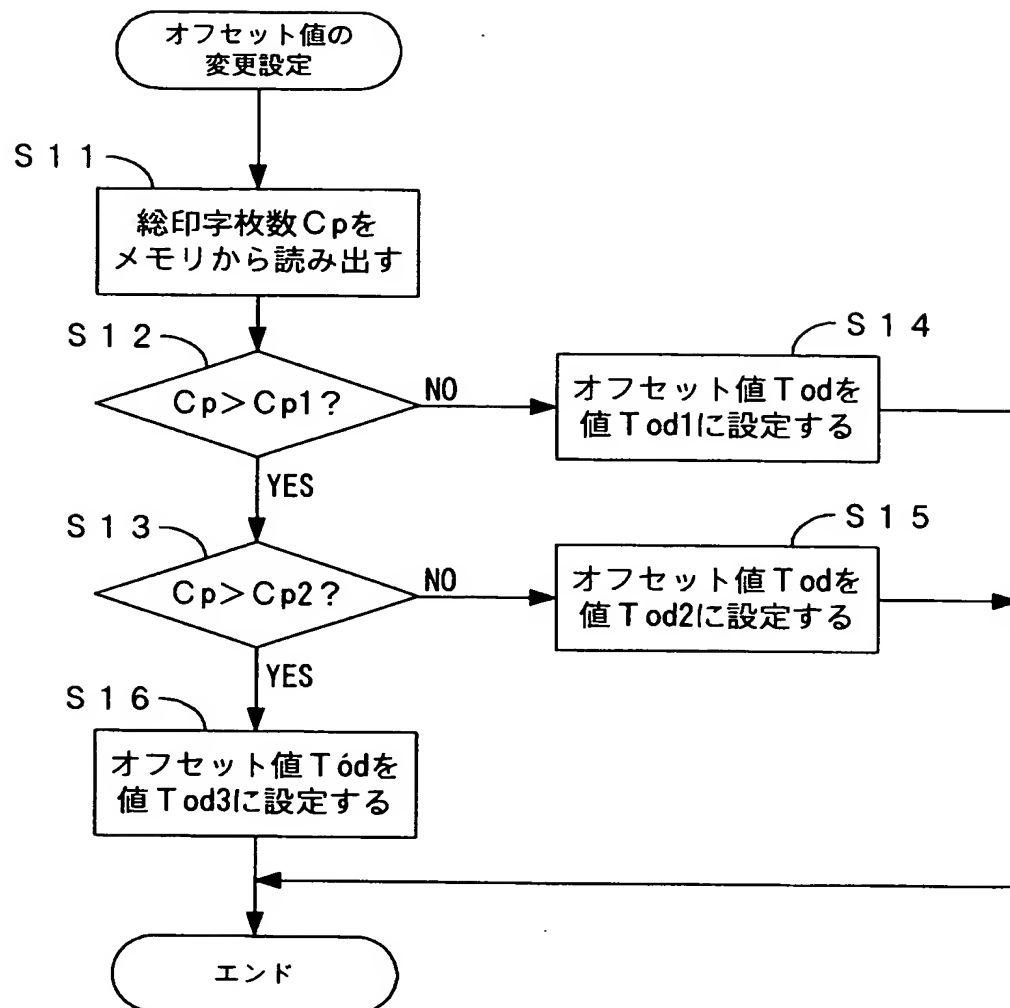 オフセット値の
変更設定
S11
総印字枚数Cpを
メモリから読み出す
S12
Cp>Cp1?
NO
S14
オフセット値Todを
値Tod1に設定する
YES
S13
Cp>Cp2?
NO
S15
オフセット値Todを
値Tod2に設定する
YES
S16
オフセット値Todを
値Tod3に設定する
エンド